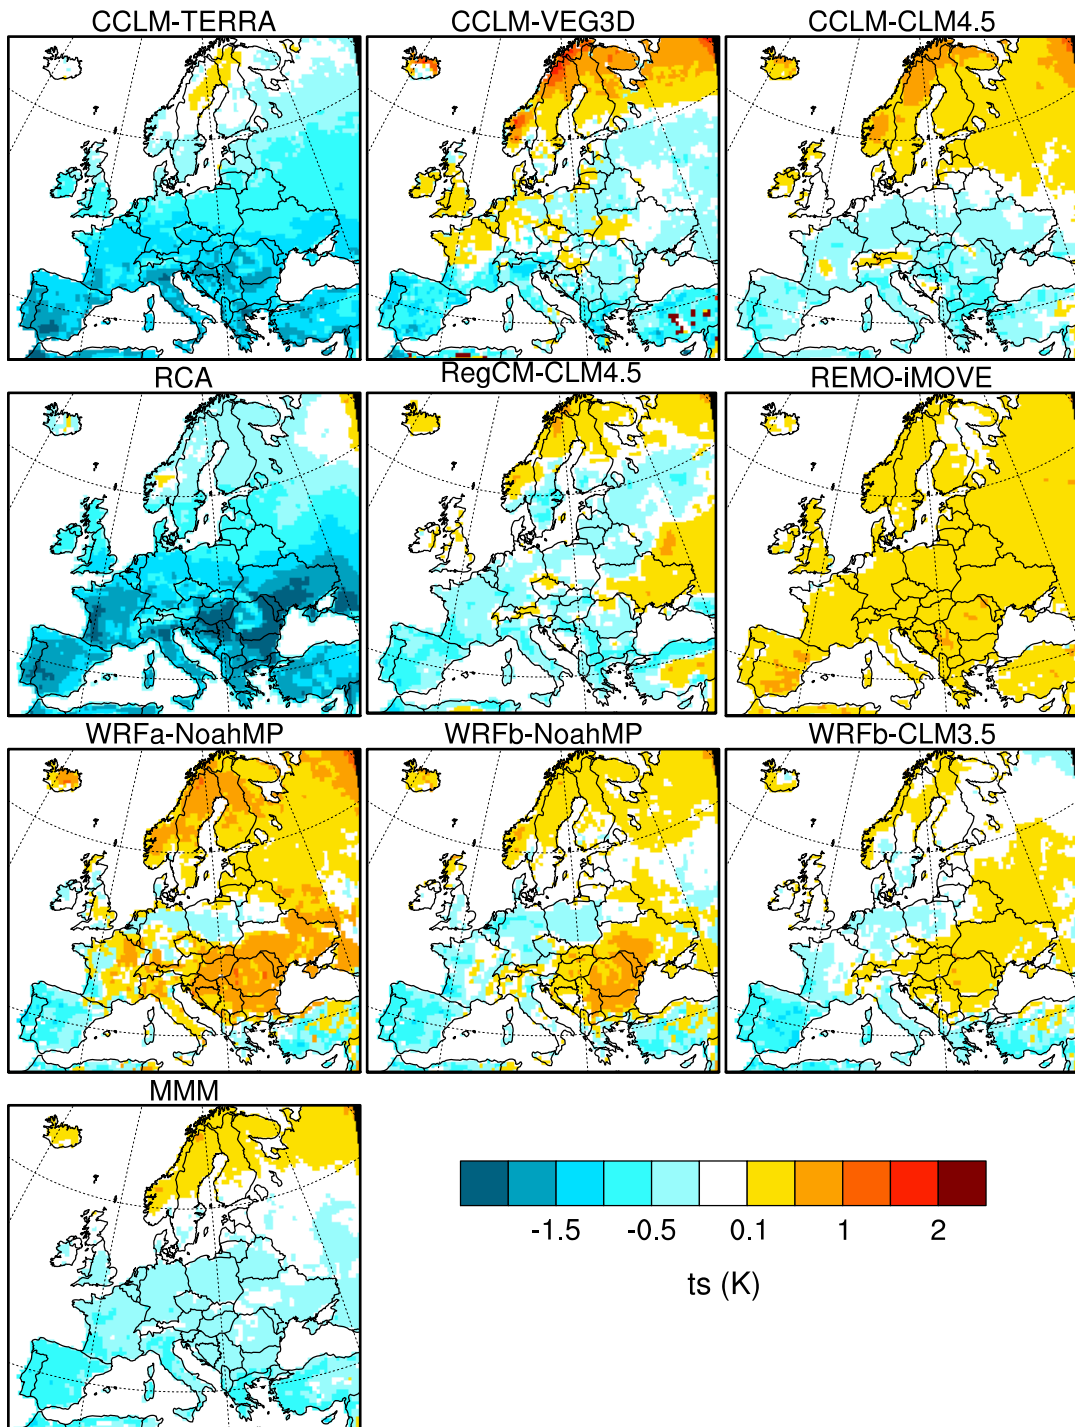 CCLM-TERRA CCLM-VEG3D CCLM-CLM4.5
RCA RegCM-CLM4.5 REMO-iMOVE
WRFa-NoahMP WRFb-NoahMP WRFb-CLM3.5
MMM
-1.5 -0.5 0.1 1 2
ts (K)